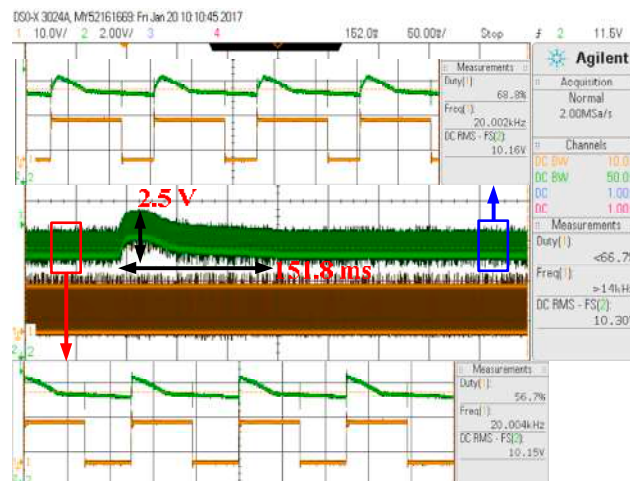 DSO-X 3024A, MY52161669: Fri Jan 20 10:10:45 2017
1 10.0V/ 2 2.00V/ 3 4 152.0s 50.00s/ Stop 2 11.6V
Agilent
Measurements
Duty(1):
68.8%
Freq(1):
20.002kHz
DC RMS - FS(2):
10.16V
Acquisition
Normal
2.00MSa/s
Channels
DC BW 10.0
DC BW 50.0
DC 1.00
DC 1.00
Measurements
Duty(1):
<66.7%
Freq(1):
>14kHz
DC RMS - FS(2):
10.30V
2.5 V
151.8 ms
Measurements
Duty(1):
56.7%
Freq(1):
20.004kHz
DC RMS - FS(2):
10.15V